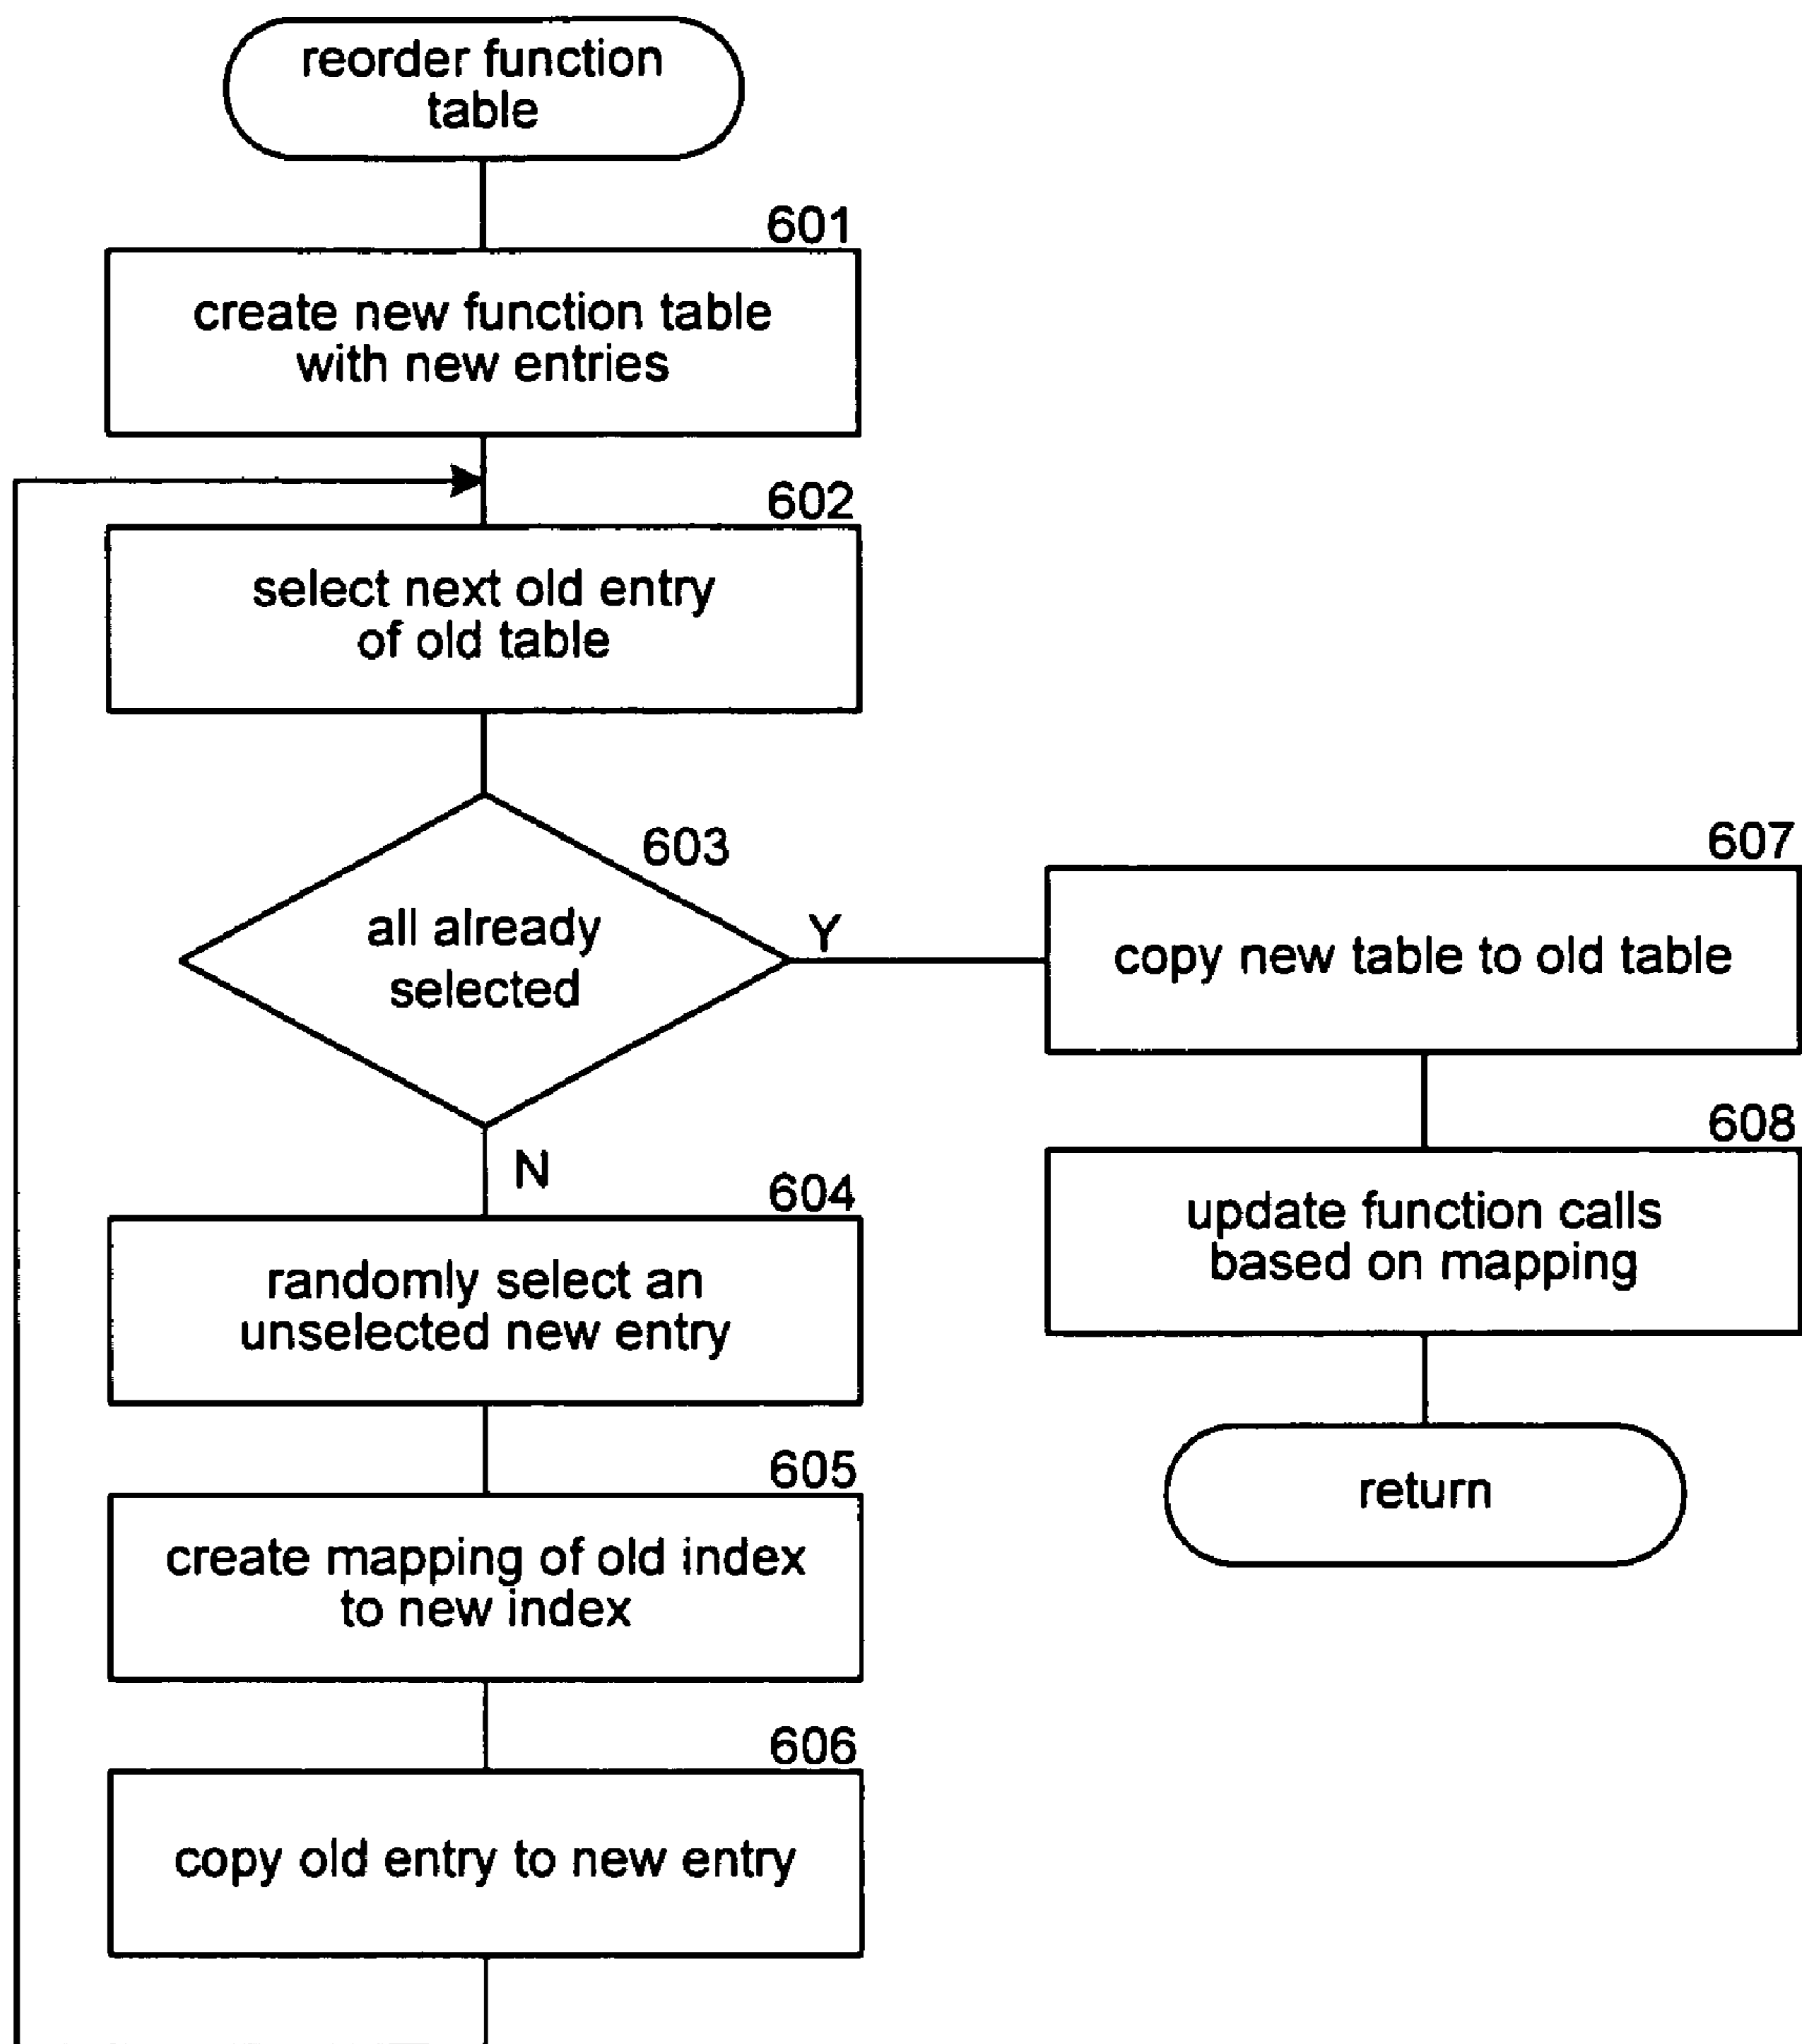 reorder function
table
601
create new function table
with new entries
602
select next old entry
of old table
603
all already
selected
Y
N
604
randomly select an
unselected new entry
605
create mapping of old index
to new index
606
copy old entry to new entry
607
copy new table to old table
608
update function calls
based on mapping
return